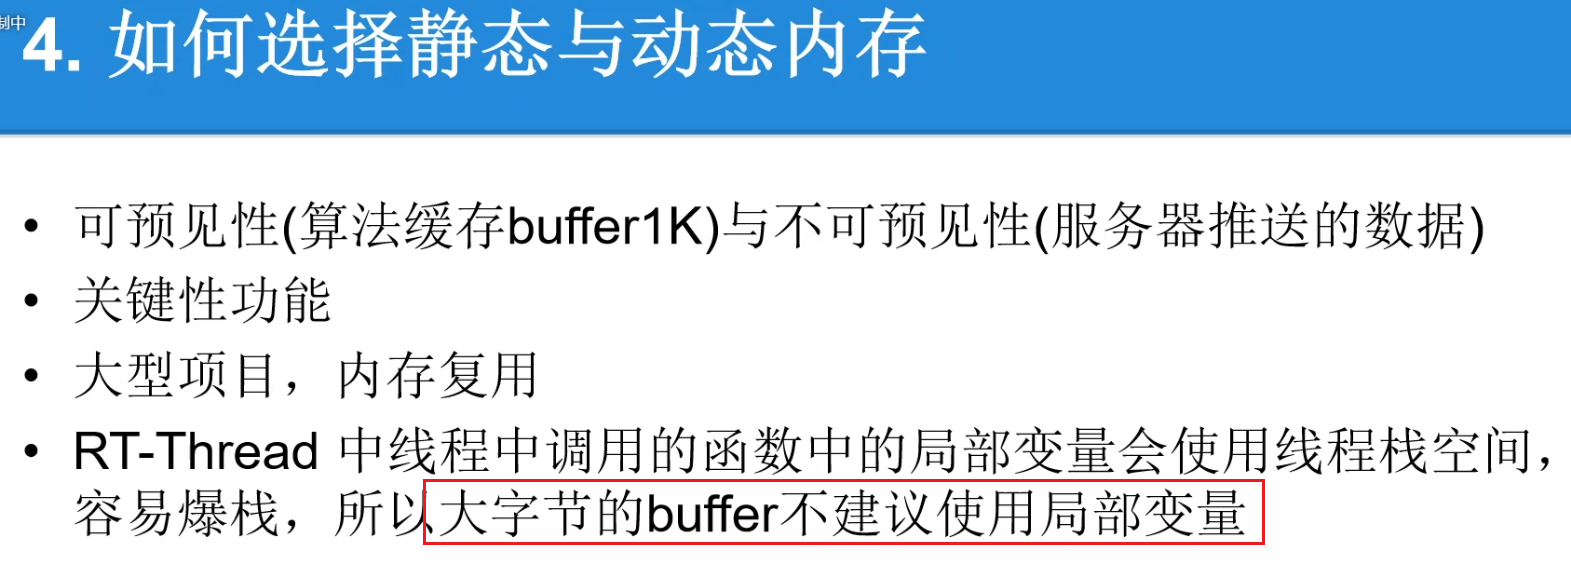 制中
4. 如何选择静态与动态内存
• 可预见性(算法缓存buffer1K)与不可预见性(服务器推送的数据)
• 关键性功能
• 大型项目，内存复用
• RT-Thread 中线程中调用的函数中的局部变量会使用线程栈空间，
容易爆栈，所以大字节的buffer不建议使用局部变量